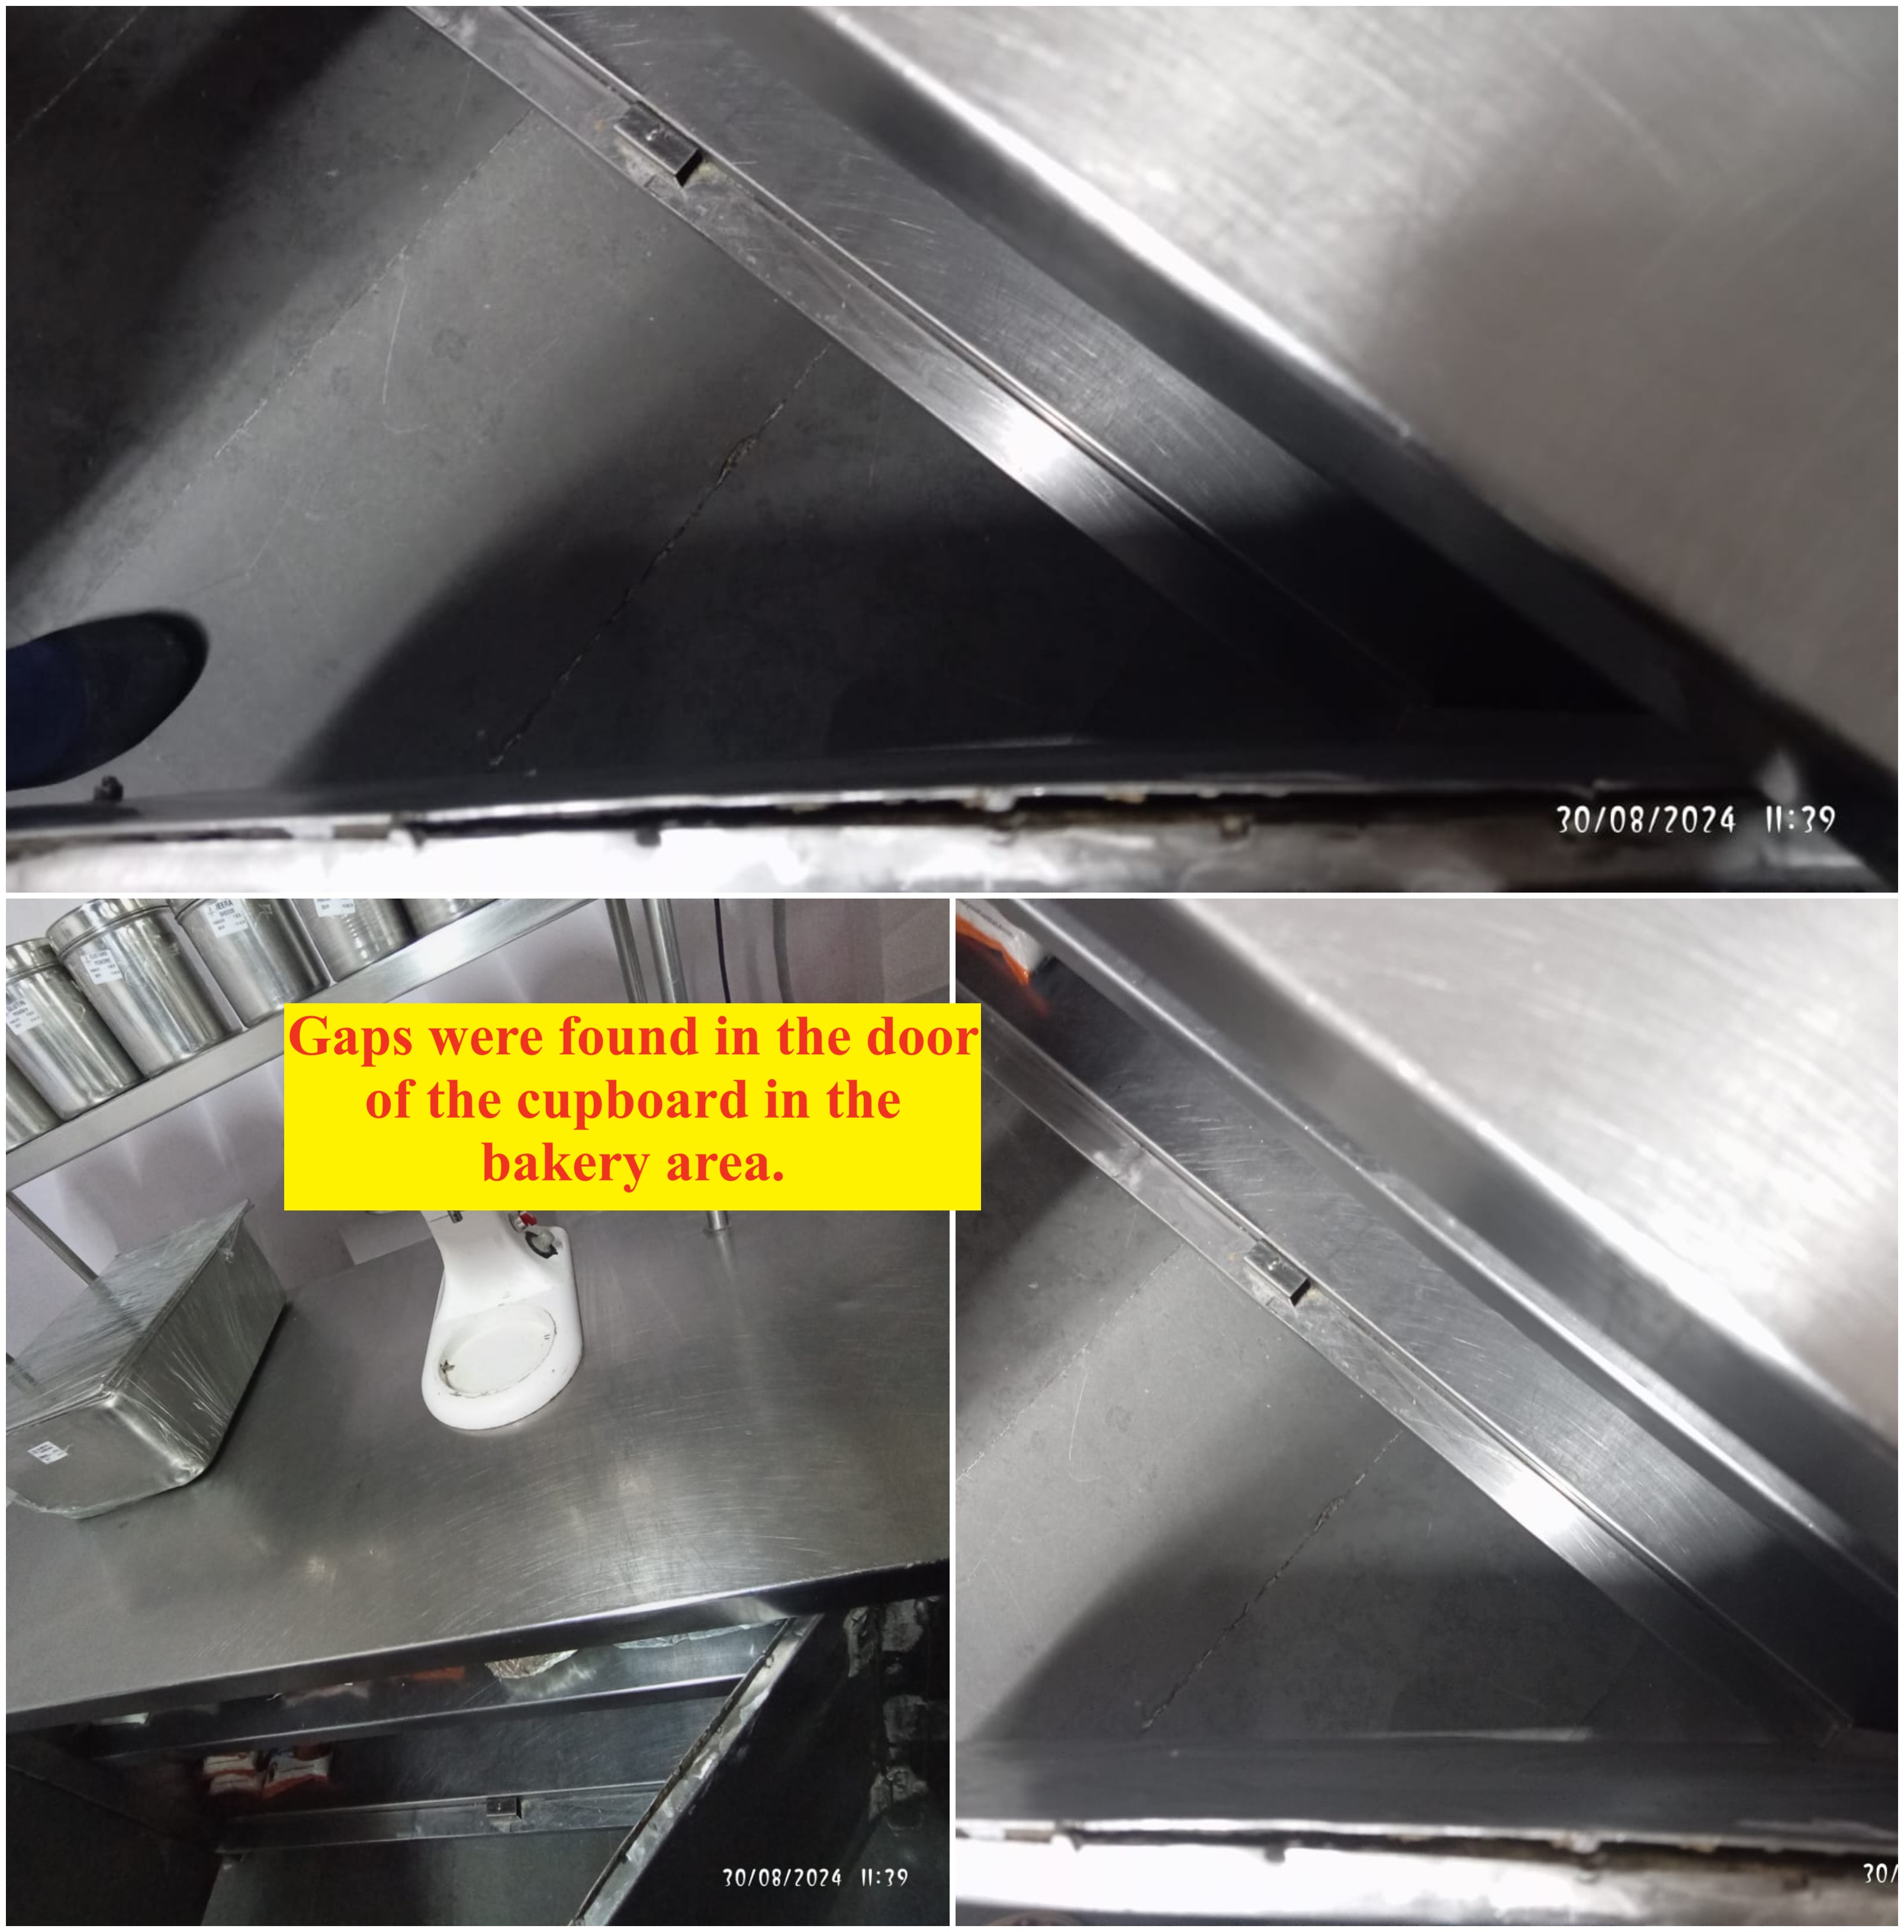 30/08/2024 11:39
JEERA
Gaps were found in the door
of the cupboard in the
bakery area.
30/08/2024 11:39
30/